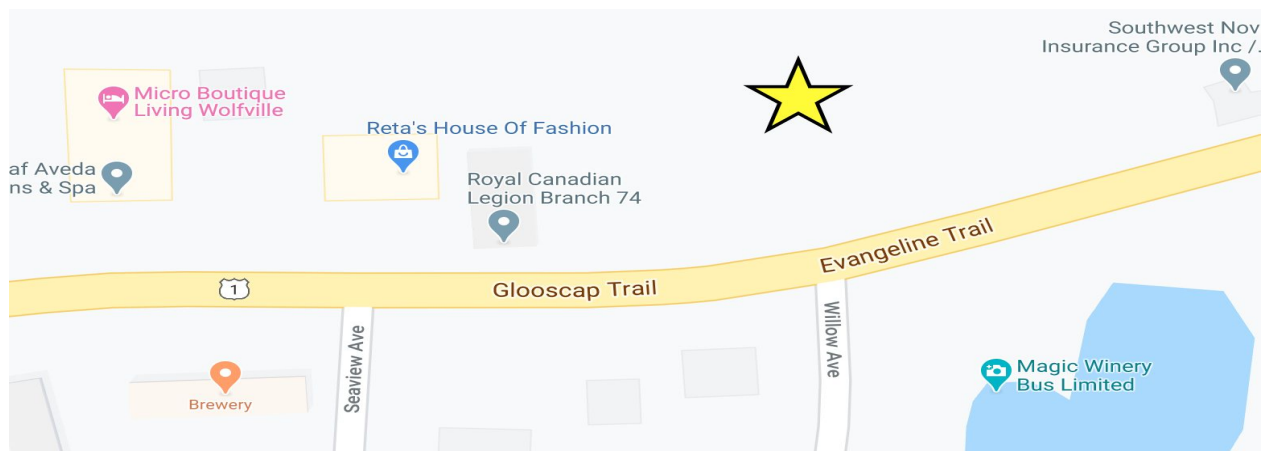 Southwest Nov
Insurance Group Inc /.
Micro Boutique
Living Wolfville
Reta's House Of Fashion
af Aveda
ns & Spa
Royal Canadian
Legion Branch 74
Evangeline Trail
1
Glooscap Trail
Seaview Ave
Willow Ave
Magic Winery
Bus Limited
Brewery